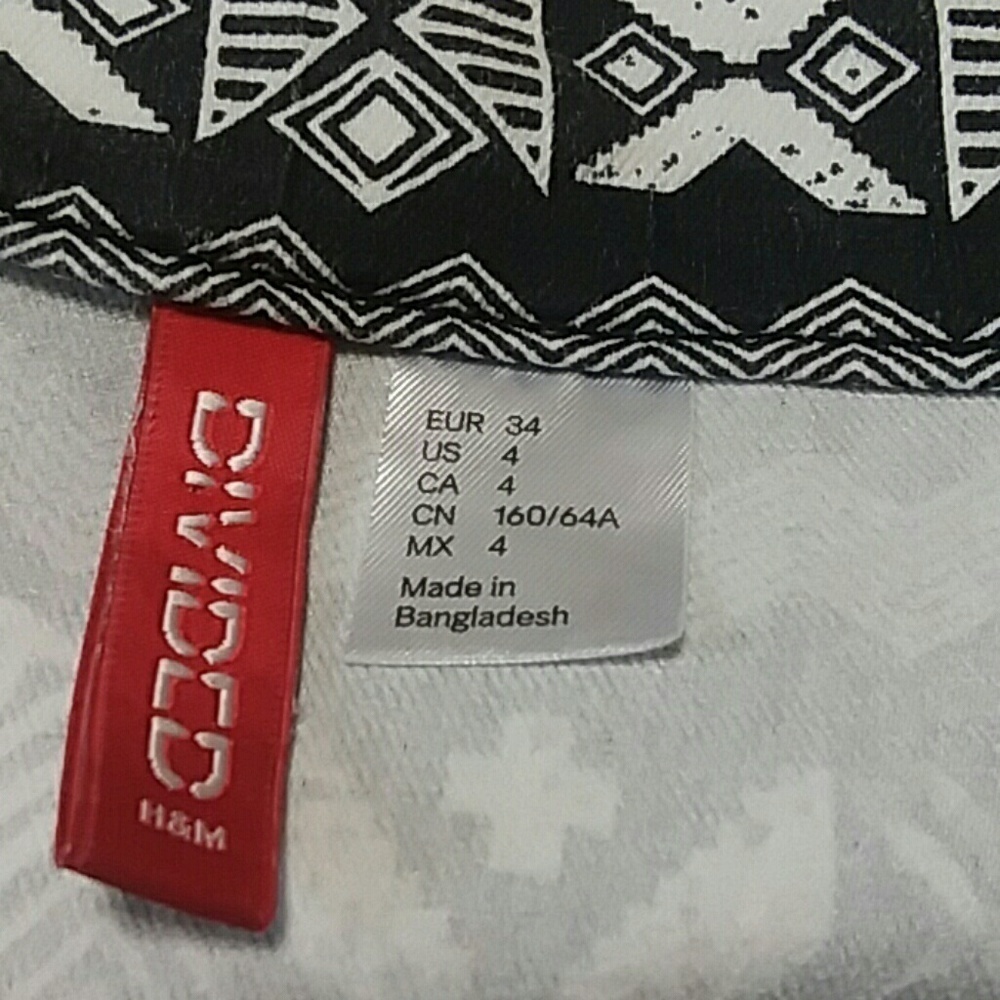 DIVIDED
H&M
EUR 34
US 4
CA 4
CN 160/64A
MX 4
Made in
Bangladesh